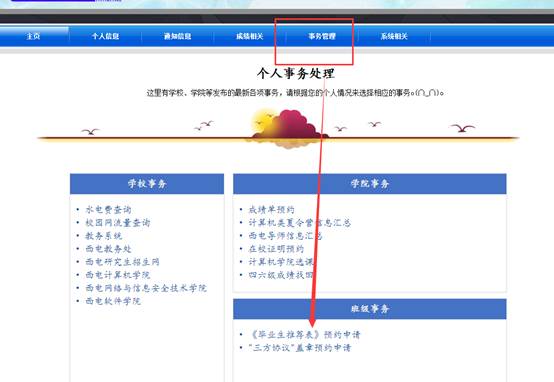 主页 个人信息 通知信息 成绩相关 事务管理 系统相关
个人事务处理
这里有学校、学院等发布的最新各项事务，请根据您的个人情况来选择相应的事务。(∩_∩)。
学校事务
• 水电费查询
• 校园网流量查询
• 教务系统
• 西电教务处
• 西电研究生招生网
• 西电计算机学院
• 西电网络与信息安全技术学院
• 西电软件学院
学院事务
• 成绩单预约
• 计算机类夏令营信息汇总
• 西电导师信息汇总
• 在校证明预约
• 计算机学院选课
• 四六级成绩找回
班级事务
• 《毕业生推荐表》预约申请
• “三方协议”盖章预约申请